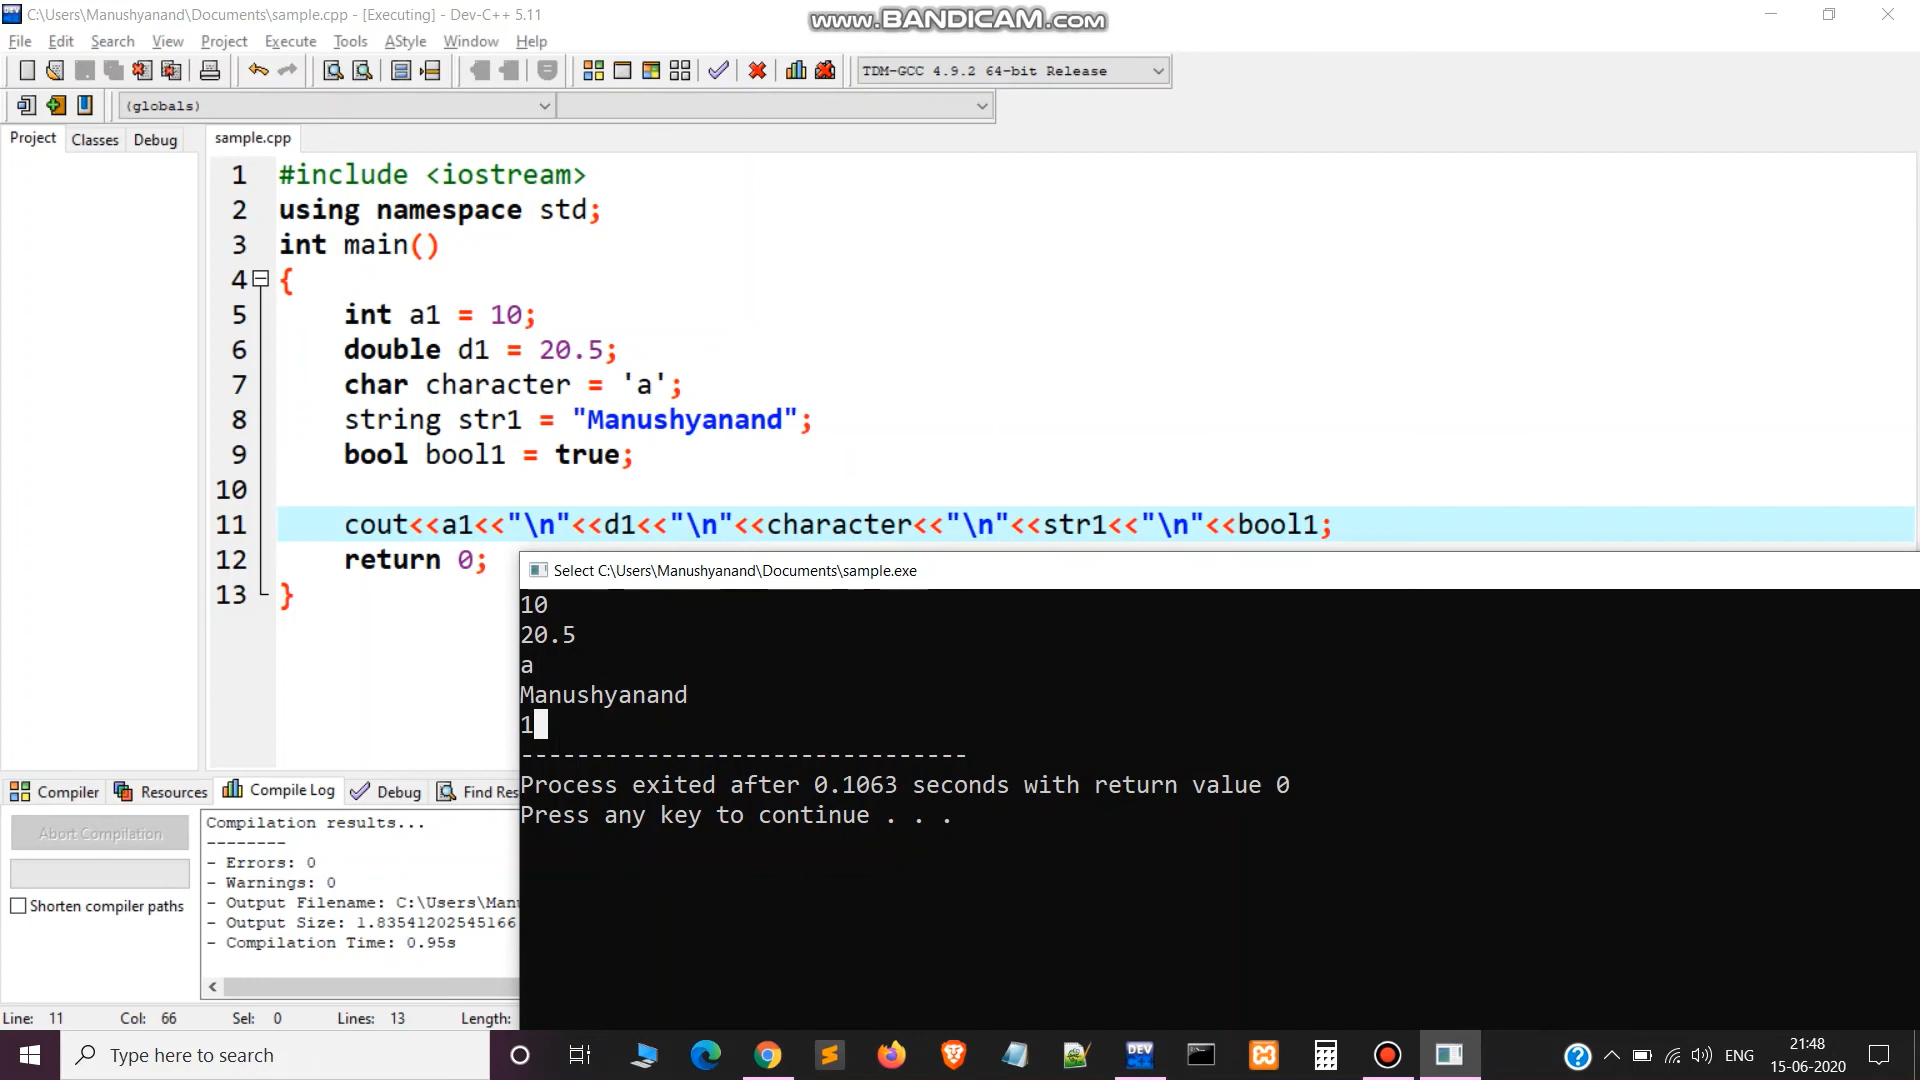 C:\Users\Manushyanand\Documents\sample.cpp - [Executing] - Dev-C++ 5.11
www.BANDICAM.com
File Edit Search View Project Execute Tools AStyle Window Help
TDM-GCC 4.9.2 64-bit Release
(globals)
Project Classes Debug sample.cpp
1 #include <iostream>
2 using namespace std;
3 int main()
4 {
5 int a1 = 10;
6 double d1 = 20.5;
7 char character = 'a';
8 string str1 = "Manushyanand";
9 bool bool1 = true;
10
11 cout<<a1<<"\n"<<d1<<"\n"<<character<<"\n"<<str1<<"\n"<<bool1;
12 return 0;
13 }
Select C:\Users\Manushyanand\Documents\sample.exe
10
20.5
a
Manushyanand
1
--------------------------------
Process exited after 0.1063 seconds with return value 0
Press any key to continue . . .
Compiler Resources Compile Log Debug Find Res
Abort Compilation
Shorten compiler paths
Compilation results...
--------
- Errors: 0
- Warnings: 0
- Output Filename: C:\Users\Man
- Output Size: 1.83541202545166
- Compilation Time: 0.95s
Line: 11 Col: 66 Sel: 0 Lines: 13 Length:
Type here to search
DEV
ENG
21:48
15-06-2020